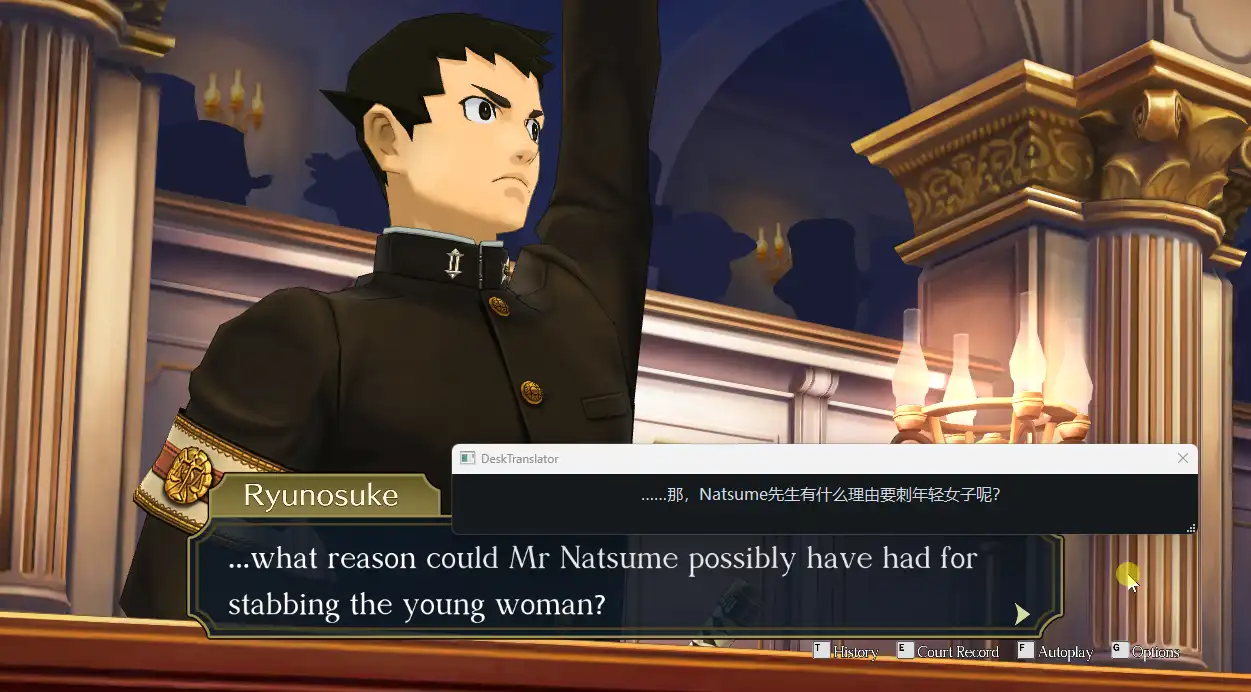 DeskTranslator
……那，Natsume先生有什么理由要刺年轻女子呢?
Ryunosuke
...what reason could Mr Natsume possibly have had for
stabbing the young woman?
T History E Court Record F Autoplay G Options